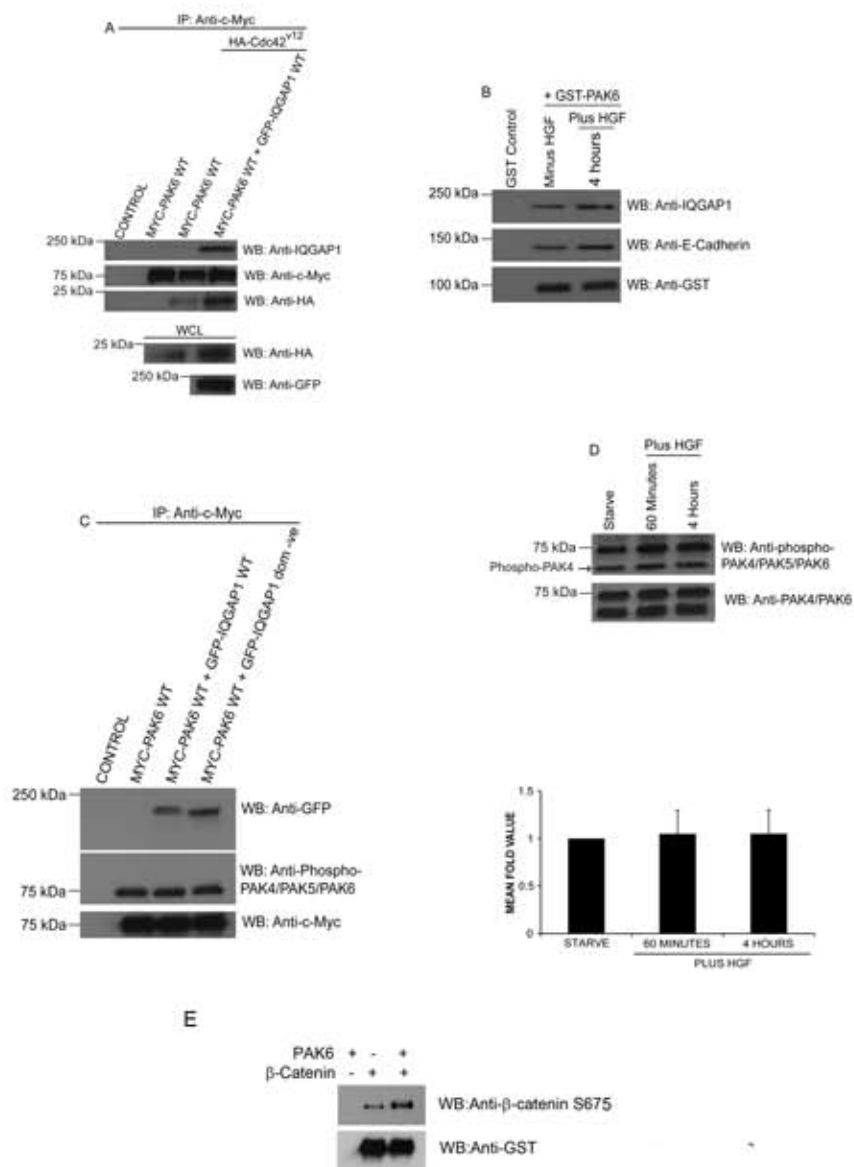 A
IP: Anti-c-Myc
HA-Cdc42V12
CONTROL
MYC-PAK6 WT
MYC-PAK6 WT
MYC-PAK6 WT + GFP-IQGAP1 WT
250 kDa
WB: Anti-IQGAP1
75 kDa
WB: Anti-c-Myc
25 kDa
WB: Anti-HA
WCL
25 kDa
WB: Anti-HA
250 kDa
WB: Anti-GFP
B
+ GST-PAK6
Plus HGF
GST Control
Minus HGF
4 hours
250 kDa
WB: Anti-IQGAP1
150 kDa
WB: Anti-E-Cadherin
100 kDa
WB: Anti-GST
C
IP: Anti-c-Myc
CONTROL
MYC-PAK6 WT
MYC-PAK6 WT + GFP-IQGAP1 WT
MYC-PAK6 WT + GFP-IQGAP1 dom -ve
250 kDa
WB: Anti-GFP
WB: Anti-Phospho-
PAK4/PAK5/PAK6
75 kDa
75 kDa
WB: Anti-c-Myc
D
Plus HGF
Starve
60 Minutes
4 Hours
75 kDa
WB: Anti-phospho-
PAK4/PAK5/PAK6
Phospho-PAK4
75 kDa
WB: Anti-PAK4/PAK6
MEAN FOLD VALUE
1.5
1
0.5
0
STARVE
60 MINUTES
4 HOURS
PLUS HGF
E
PAK6 + - +
β-Catenin - + +
WB:Anti-β-catenin S675
WB:Anti-GST